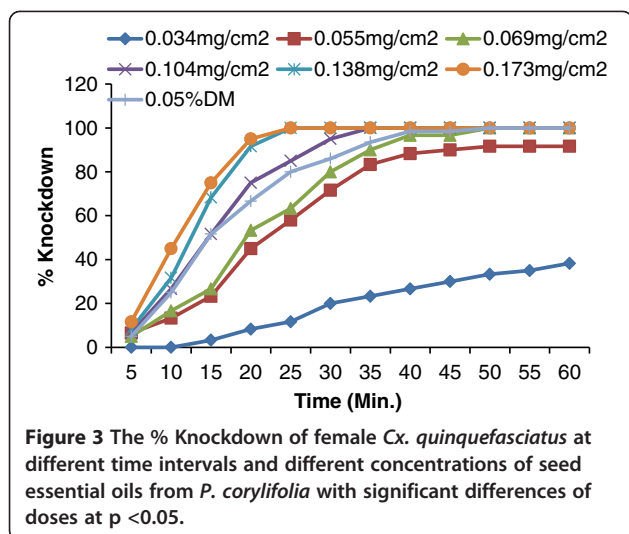 0.034mg/cm2 0.055mg/cm2 0.069mg/cm2
0.104mg/cm2 0.138mg/cm2 0.173mg/cm2
0.05%DM
120
100
80
60
40
20
0
% Knockdown
5 10 15 20 25 30 35 40 45 50 55 60
Time (Min.)
Figure 3 The % Knockdown of female Cx. quinquefasciatus at
different time intervals and different concentrations of seed
essential oils from P. corylifolia with significant differences of
doses at p <0.05.